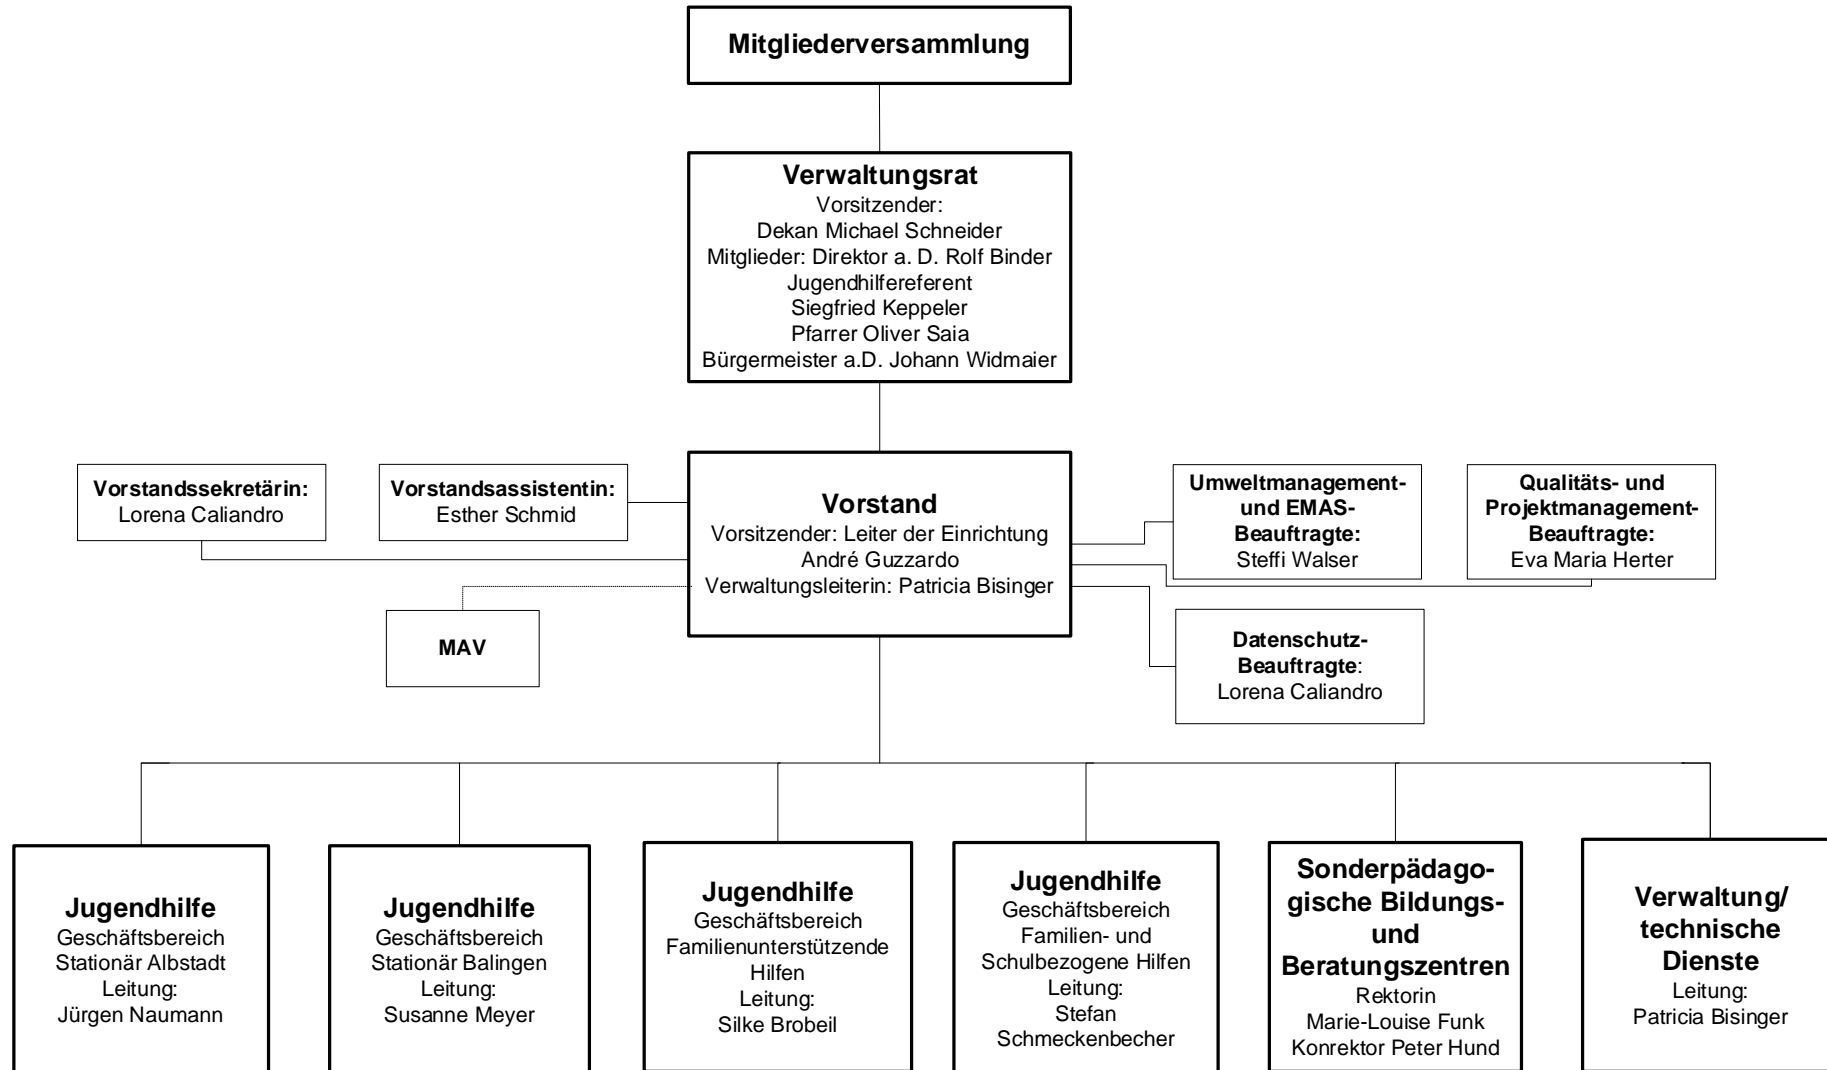 Mitgliederversammlung
Verwaltungsrat
Vorsitzender:
Dekan Michael Schneider
Mitglieder: Direktor a. D. Rolf Binder
Jugendhilfereferent
Siegfried Keppeler
Pfarrer Oliver Saia
Bürgermeister a.D. Johann Widmaier
Vorstandssekretärin:
Lorena Caliandro
Vorstandsassistentin:
Esther Schmid
Vorstand
Vorsitzender: Leiter der Einrichtung
André Guzzardo
Verwaltungsleiterin: Patricia Bisinger
Umweltmanagement-
und EMAS-
Beauftragte:
Steffi Walser
Qualitäts- und
Projektmanagement-
Beauftragte:
Eva Maria Herter
MAV
Datenschutz-
Beauftragte:
Lorena Caliandro
Jugendhilfe
Geschäftsbereich
Stationär Albstadt
Leitung:
Jürgen Naumann
Jugendhilfe
Geschäftsbereich
Stationär Balingen
Leitung:
Susanne Meyer
Jugendhilfe
Geschäftsbereich
Familienunterstützende
Hilfen
Leitung:
Silke Brobeil
Jugendhilfe
Geschäftsbereich
Familien- und
Schulbezogene Hilfen
Leitung:
Stefan
Schmeckenbecher
Sonderpädago-
gische Bildungs-
und
Beratungszentren
Rektorin
Marie-Louise Funk
Konrektor Peter Hund
Verwaltung/
technische
Dienste
Leitung:
Patricia Bisinger